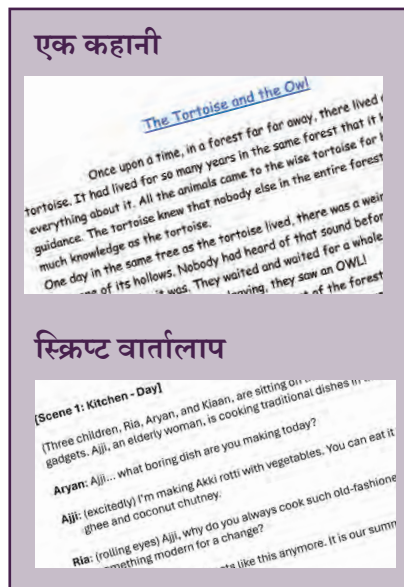 एक कहानी
The Tortoise and the Owl
Once upon a time, in a forest far far away, there lived
tortoise. It had lived for so many years in the same forest that it
everything about it. All the animals came to the wise tortoise for
guidance. The tortoise knew that nobody else in the entire forest
much knowledge as the tortoise.
One day in the same tree as the tortoise lived, there was a
of its hollows. Nobody had heard of that sound
was. They waited and waited for a whole
they saw an OWL!
of the forest
स्क्रिप्ट वार्तालाप
[Scene 1: Kitchen - Day]
(Three children, Ria, Aryan, and Kiaan, are sitting on
gadgets. Ajji, an elderly woman, is cooking traditional dishes in
Aryan: Ajji... what boring dish are you making today?
Ajji: (excitedly) I'm making Akki rotti with vegetables. You can eat it
ghee and coconut chutney.
Ria: (rolling eyes) Ajji, why do you always cook such
something modern for a change?
like this anymore. It is our